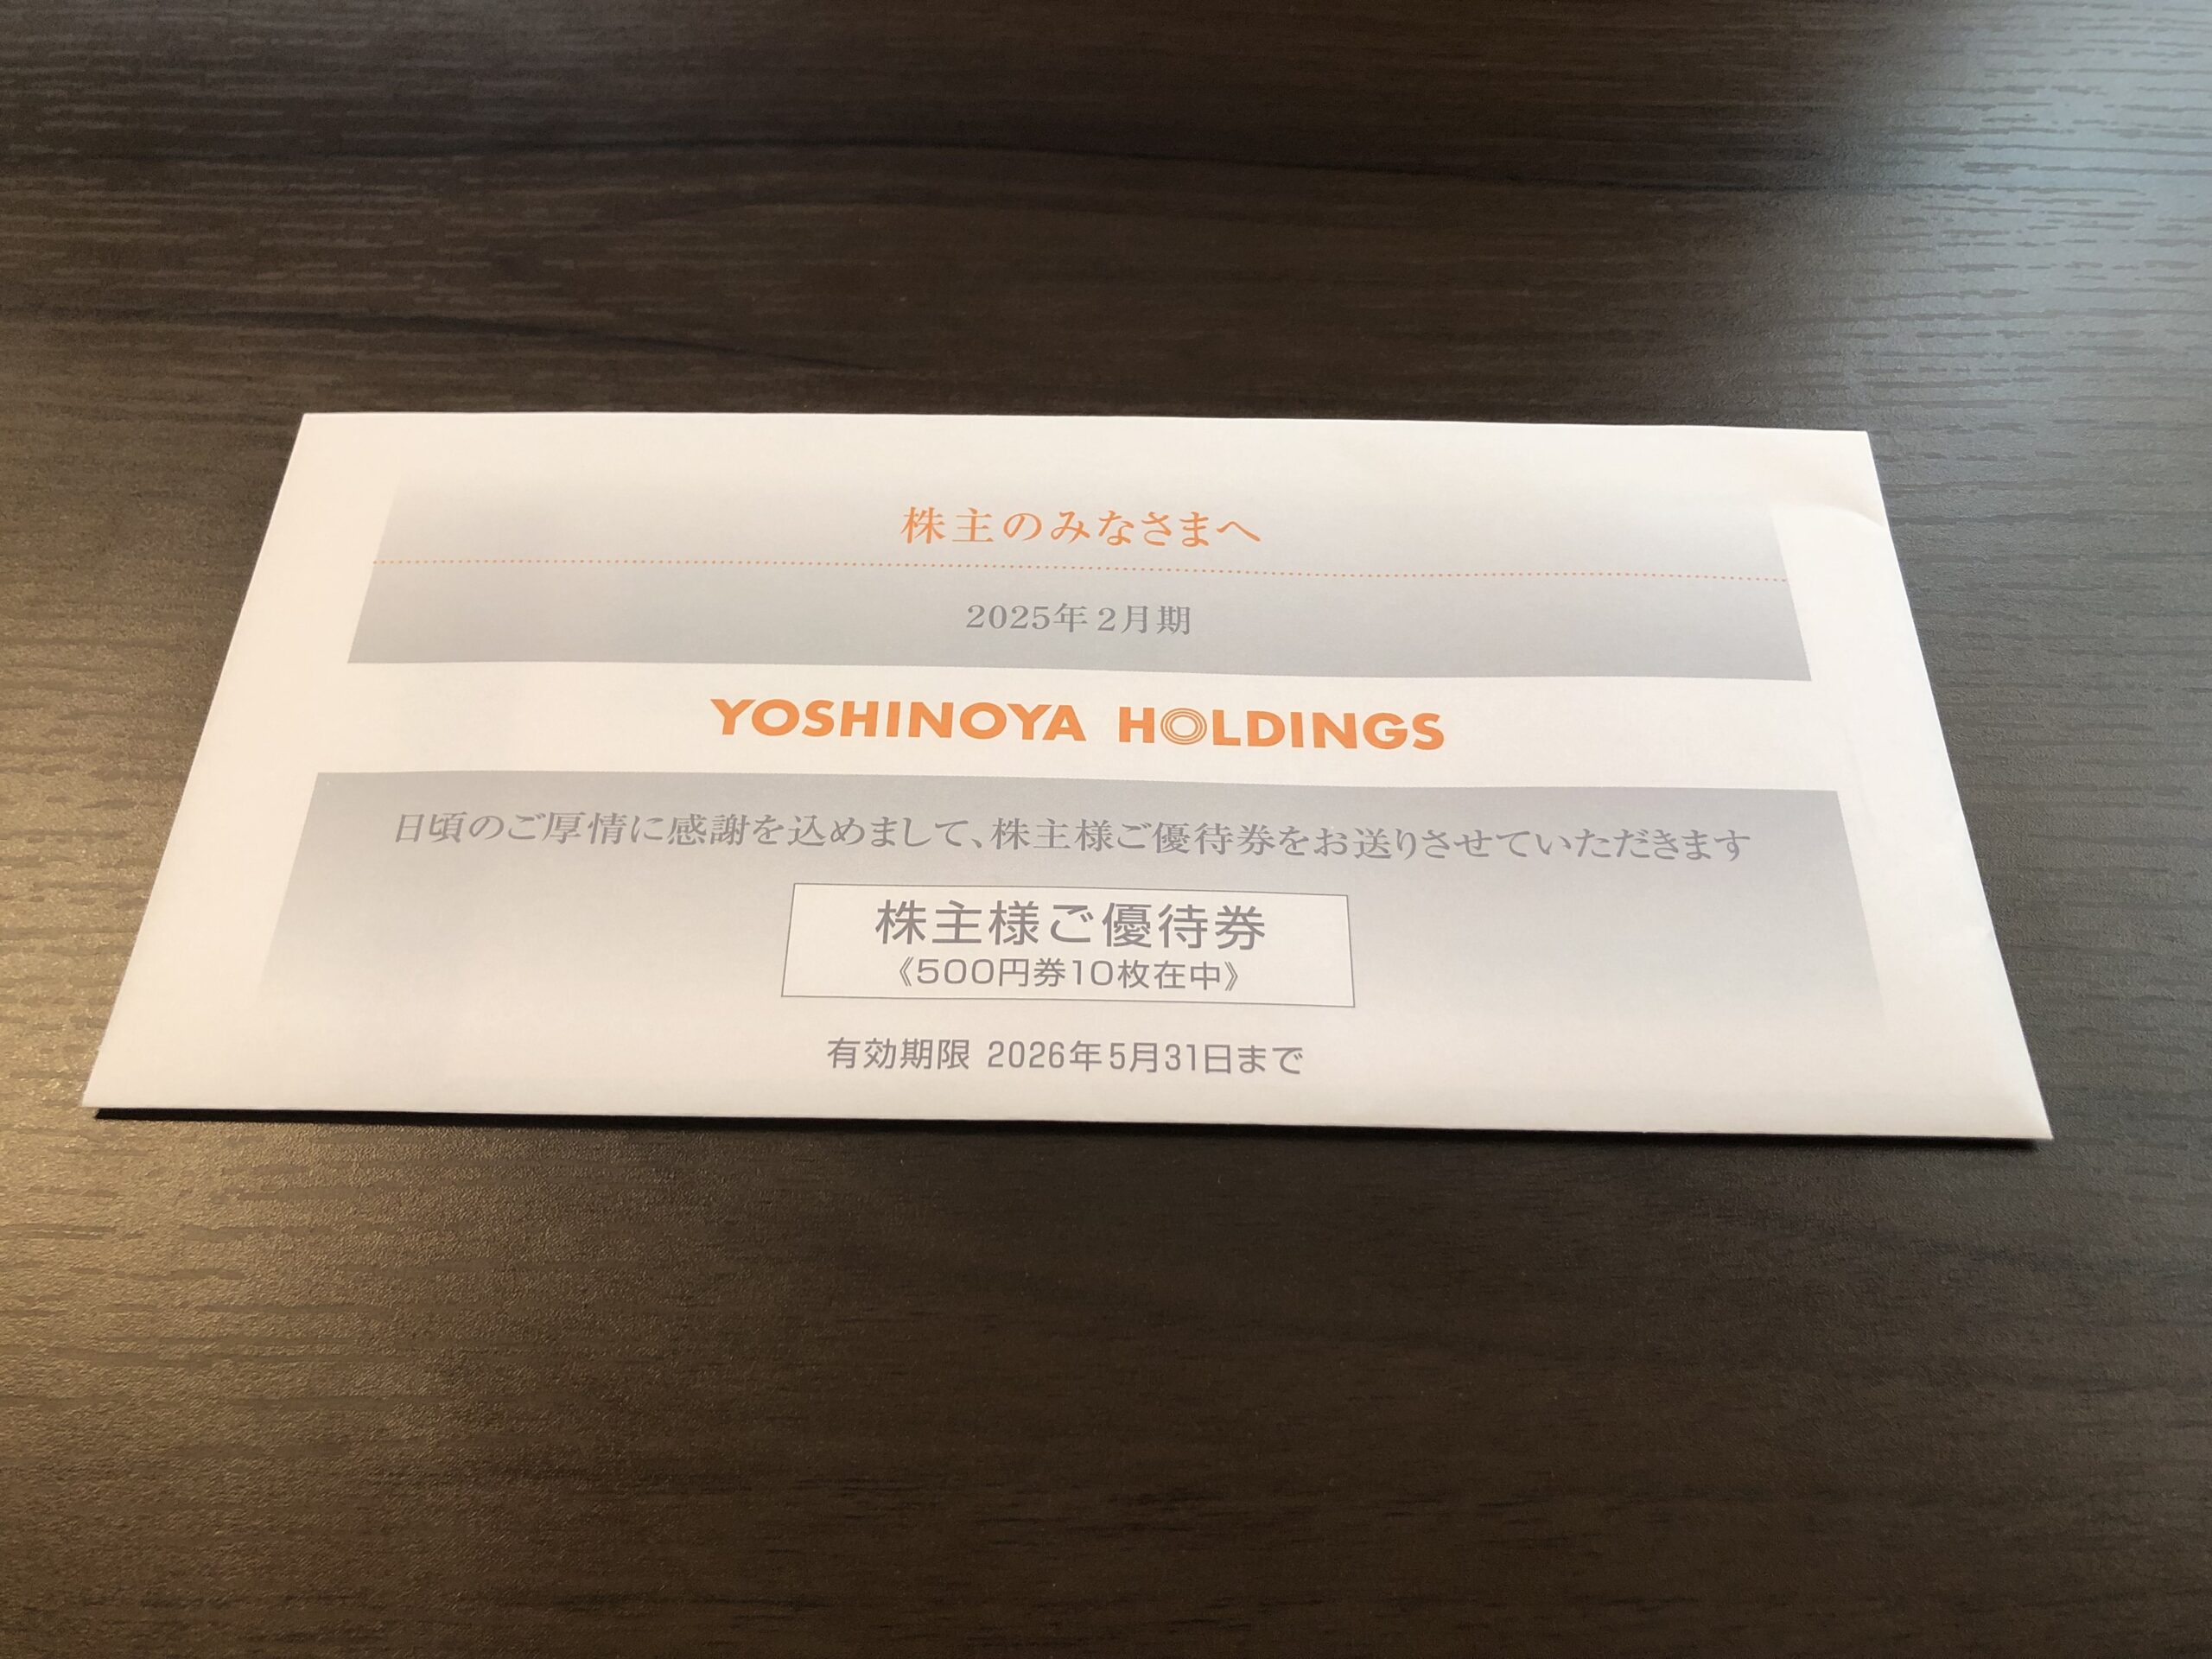 株主のみなさまへ
2025年2月期
YOSHINOYA HOLDINGS
日頃のご厚情に感謝を込めまして、株主様ご優待券をお送りさせていただきます
株主様ご優待券
《500円券10枚在中》
有効期限 2026年5月31日まで